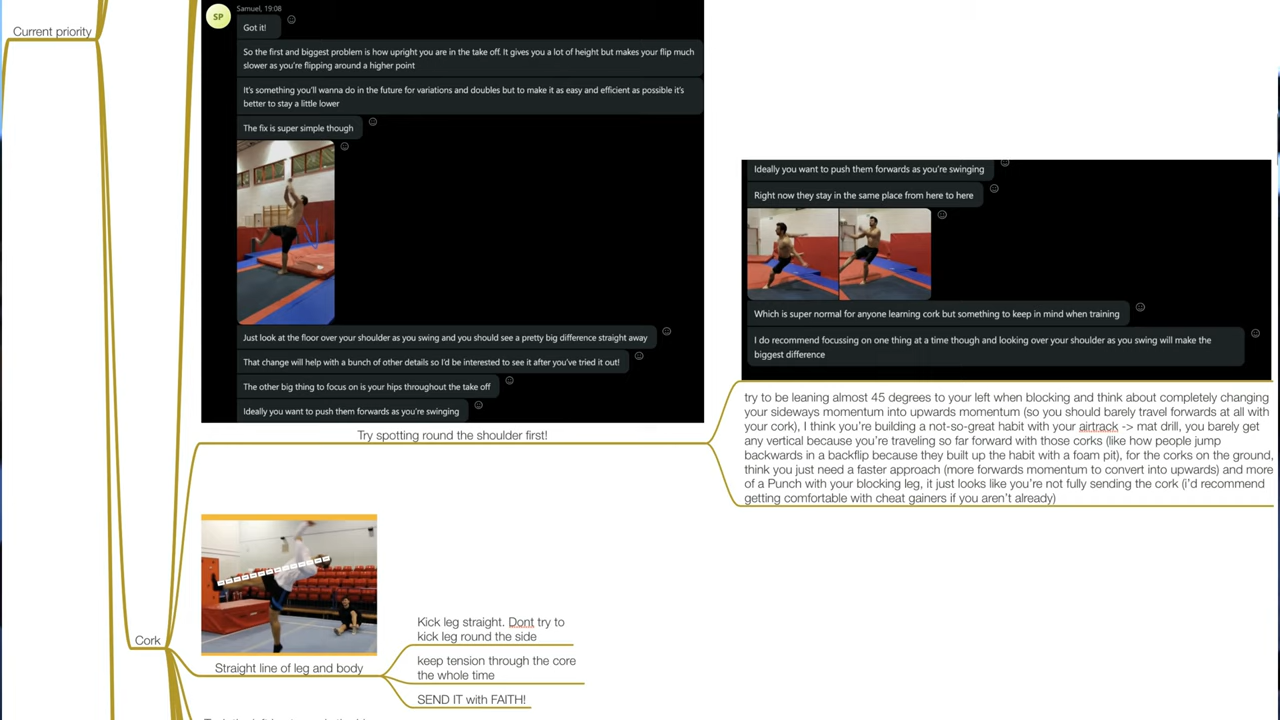 Current priority
SP
Samuel, 19:08
Got it!
So the first and biggest problem is how upright you are in the take off. It gives you a lot of height but makes your flip much
slower as you're flipping around a higher point
It's something you'll wanna do in the future for variations and doubles but to make it as easy and efficient as possible it's
better to stay a little lower
The fix is super simple though
Just look at the floor over your shoulder as you swing and you should see a pretty big difference straight away
That change will help with a bunch of other details so I'd be interested to see it after you've tried it out!
The other big thing to focus on is your hips throughout the take off
Ideally you want to push them forwards as you're swinging
Try spotting round the shoulder first!
Ideally you want to push them forwards as you're swinging
Right now they stay in the same place from here to here
Which is super normal for anyone learning cork but something to keep in mind when training
I do recommend focussing on one thing at a time though and looking over your shoulder as you swing will make the
biggest difference
try to be leaning almost 45 degrees to your left when blocking and think about completely changing
your sideways momentum into upwards momentum (so you should barely travel forwards at all with
your cork), I think you're building a not-so-great habit with your airtrack -> mat drill, you barely get
any vertical because you're traveling so far forward with those corks (like how people jump
backwards in a backflip because they built up the habit with a foam pit), for the corks on the ground,
think you just need a faster approach (more forwards momentum to convert into upwards) and more
of a Punch with your blocking leg, it just looks like you're not fully sending the cork (i'd recommend
getting comfortable with cheat gainers if you aren't already)
Cork
Straight line of leg and body
Kick leg straight. Dont try to
kick leg round the side
keep tension through the core
the whole time
SEND IT with FAITH!